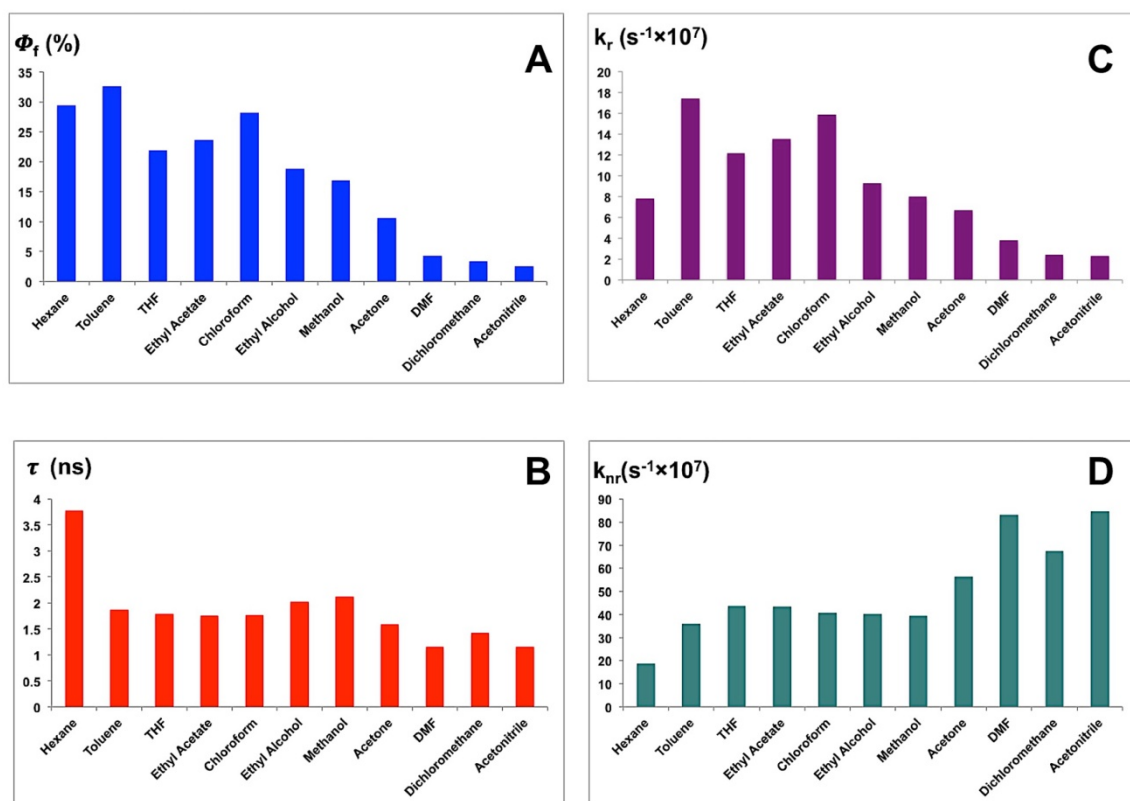 Φf (%)
A
35
30
25
20
15
10
5
0
Hexane
Toluene
THF
Ethyl Acetate
Chloroform
Ethyl Alcohol
Methanol
Acetone
DMF
Dichloromethane
Acetonitrile
kr (s⁻¹×10⁷)
C
20
18
16
14
12
10
8
6
4
2
0
Hexane
Toluene
THF
Ethyl Acetate
Chloroform
Ethyl Alcohol
Methanol
Acetone
DMF
Dichloromethane
Acetonitrile
τ (ns)
B
4
3.5
3
2.5
2
1.5
1
0.5
0
Hexane
Toluene
THF
Ethyl Acetate
Chloroform
Ethyl Alcohol
Methanol
Acetone
DMF
Dichloromethane
Acetonitrile
knr(s⁻¹×10⁷)
D
90
80
70
60
50
40
30
20
10
0
Hexane
Toluene
THF
Ethyl Acetate
Chloroform
Ethyl Alcohol
Methanol
Acetone
DMF
Dichloromethane
Acetonitrile